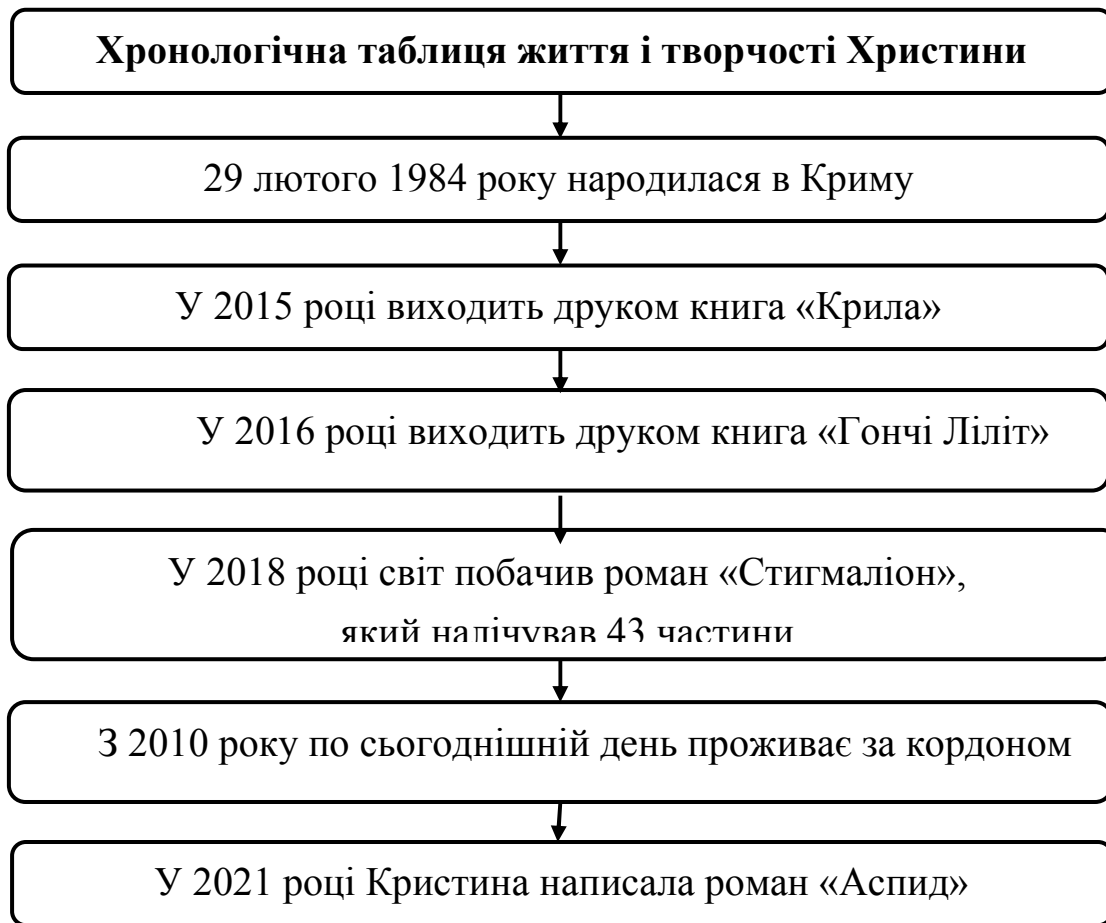 Хронологічна таблиця життя і творчості Христини
29 лютого 1984 року народилася в Криму
У 2015 році виходить друком книга «Крила»
У 2016 році виходить друком книга «Гончі Ліліт»
У 2018 році світ побачив роман «Стигмаліон»,
який налічував 43 частини
З 2010 року по сьогоднішній день проживає за кордоном
У 2021 році Кристина написала роман «Аспид»